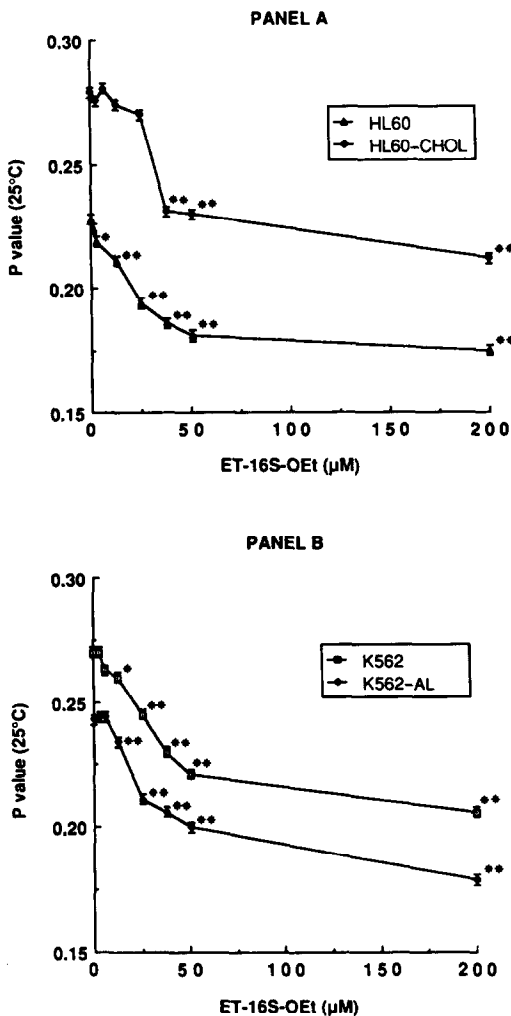 PANEL A
0.30
0.25
0.20
0.15
P value (25°C)
HL60
HL60-CHOL
** **
**
*
**
**
**
**
**
0 50 100 150 200
ET-16S-OEt (μM)
PANEL B
0.30
0.25
0.20
0.15
P value (25°C)
K562
K562-AL
*
**
**
**
**
**
**
**
**
**
0 50 100 150 200
ET-16S-OEt (μM)